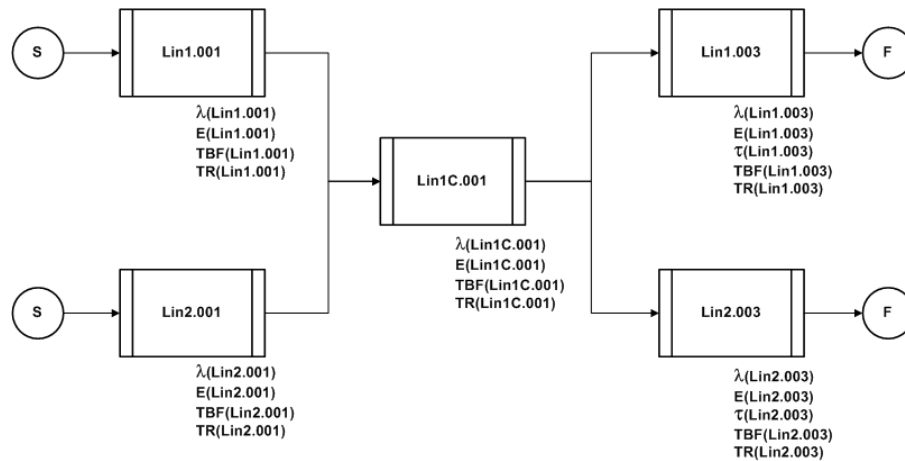 S
Lin1.001
λ(Lin1.001)
E(Lin1.001)
TBF(Lin1.001)
TR(Lin1.001)
S
Lin2.001
λ(Lin2.001)
E(Lin2.001)
TBF(Lin2.001)
TR(Lin2.001)
Lin1C.001
λ(Lin1C.001)
E(Lin1C.001)
TBF(Lin1C.001)
TR(Lin1C.001)
Lin1.003
F
λ(Lin1.003)
E(Lin1.003)
τ(Lin1.003)
TBF(Lin1.003)
TR(Lin1.003)
Lin2.003
F
λ(Lin2.003)
E(Lin2.003)
τ(Lin2.003)
TBF(Lin2.003)
TR(Lin2.003)